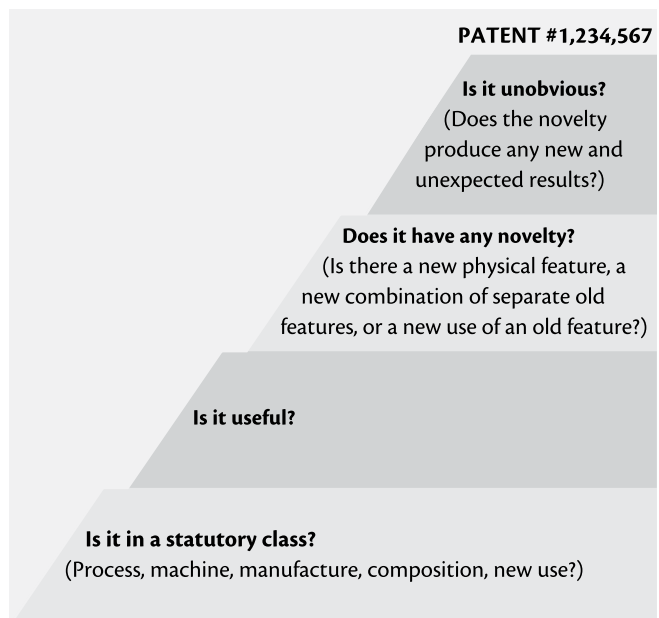 PATENT #1,234,567
Is it unobvious?
(Does the novelty
produce any new and
unexpected results?)
Does it have any novelty?
(Is there a new physical feature, a
new combination of separate old
features, or a new use of an old feature?)
Is it useful?
Is it in a statutory class?
(Process, machine, manufacture, composition, new use?)